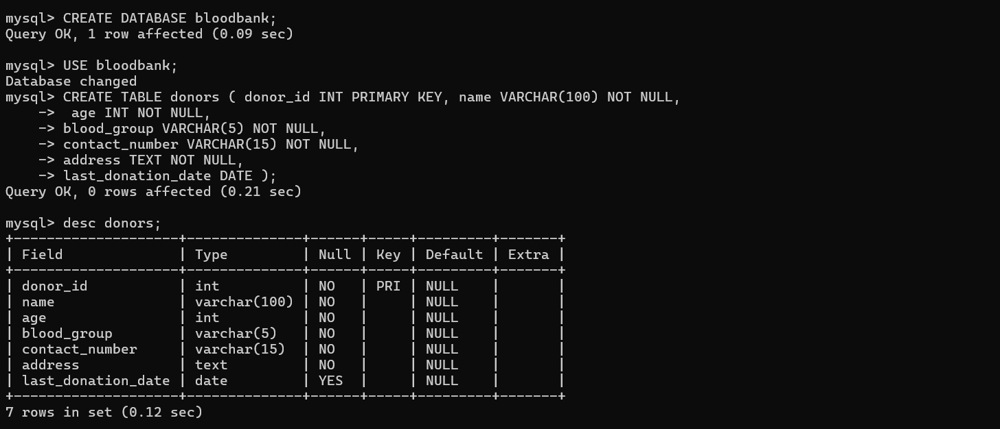 mysql> CREATE DATABASE bloodbank;
Query OK, 1 row affected (0.09 sec)

mysql> USE bloodbank;
Database changed
mysql> CREATE TABLE donors ( donor_id INT PRIMARY KEY, name VARCHAR(100) NOT NULL,
    ->  age INT NOT NULL,
    -> blood_group VARCHAR(5) NOT NULL,
    -> contact_number VARCHAR(15) NOT NULL,
    -> address TEXT NOT NULL,
    -> last_donation_date DATE );
Query OK, 0 rows affected (0.21 sec)

mysql> desc donors;
+--------------------+--------------+------+-----+---------+-------+
| Field              | Type         | Null | Key | Default | Extra |
+--------------------+--------------+------+-----+---------+-------+
| donor_id           | int          | NO   | PRI | NULL    |       |
| name               | varchar(100) | NO   |     | NULL    |       |
| age                | int          | NO   |     | NULL    |       |
| blood_group        | varchar(5)   | NO   |     | NULL    |       |
| contact_number     | varchar(15)  | NO   |     | NULL    |       |
| address            | text         | NO   |     | NULL    |       |
| last_donation_date | date         | YES  |     | NULL    |       |
+--------------------+--------------+------+-----+---------+-------+
7 rows in set (0.12 sec)